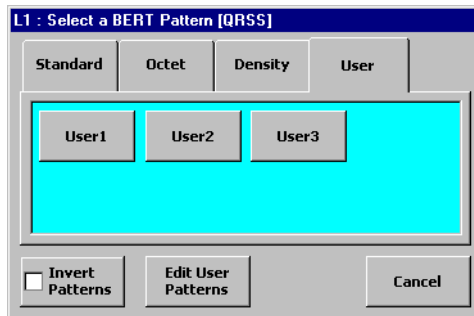 L1 : Select a BERT Pattern [QRSS]
Standard Octet Density User
User1 User2 User3
Invert Patterns Edit User Patterns Cancel